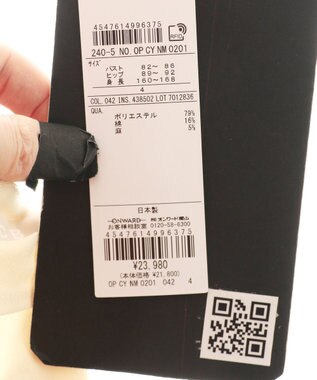 4547614996375
RFID
240-5 NO. OP CY NM 0201
サイズ
バスト 82～ 86
ヒップ 89～ 92
身長 160～168
4
COL. 042 INS. 438502 LOT 7012836
QUA.
ポリエステル 79%
綿 16%
麻 5%
日本製
ONWARD 株式会社オンワード樫山
お客様相談室 0120-58-6300
4547614996375
¥23,980
(本体価格 ¥21,800)
OP CY NM 0201 042 4